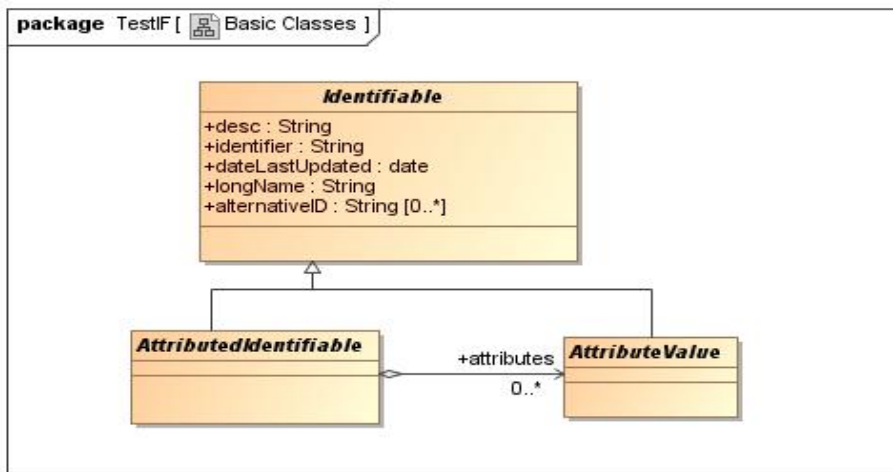 package TestIF [ Basic Classes ]
Identifiable
+desc : String
+identifier : String
+dateLastUpdated : date
+longName : String
+alternativeID : String [0..*]
AttributedIdentifiable
+attributes
0..*
AttributeValue